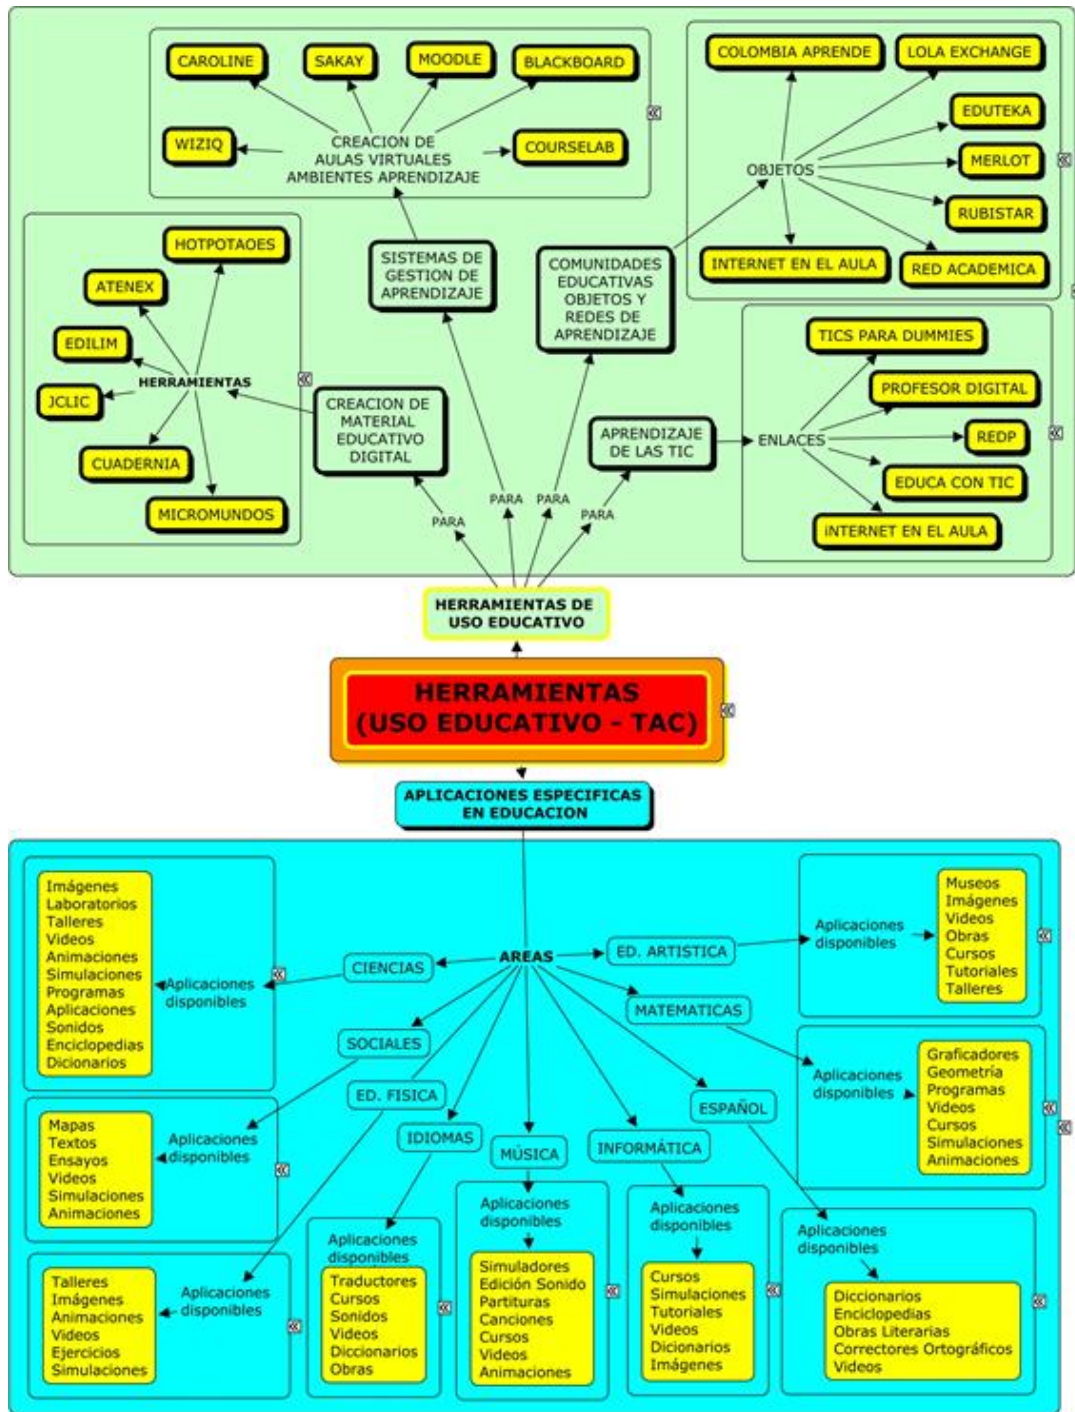 CAROLINE
SAKAY
MOODLE
BLACKBOARD
WIZIQ
CREACION DE
AULAS VIRTUALES
AMBIENTES APRENDIZAJE
COURSELAB
COLOMBIA APRENDE
LOLA EXCHANGE
EDUTEKA
OBJETOS
MERLOT
RUBISTAR
INTERNET EN EL AULA
RED ACADEMICA
HOTPOTAOES
ATENEX
EDILIM
HERRAMIENTAS
JCLIC
CUADERNIA
MICROMUNDOS
SISTEMAS DE
GESTION DE
APRENDIZAJE
COMUNIDADES
EDUCATIVAS
OBJETOS Y
REDES DE
APRENDIZAJE
CREACION DE
MATERIAL
EDUCATIVO
DIGITAL
APRENDIZAJE
DE LAS TIC
TICS PARA DUMMIES
PROFESOR DIGITAL
ENLACES
REDP
EDUCA CON TIC
iNTERNET EN EL AULA
PARA
PARA
PARA
PARA
HERRAMIENTAS DE
USO EDUCATIVO
HERRAMIENTAS
(USO EDUCATIVO - TAC)
APLICACIONES ESPECIFICAS
EN EDUCACION
AREAS
CIENCIAS
Aplicaciones
disponibles
Imágenes
Laboratorios
Talleres
Videos
Animaciones
Simulaciones
Programas
Aplicaciones
Sonidos
Enciclopedias
Dicionarios
ED. ARTISTICA
Aplicaciones
disponibles
Museos
Imágenes
Videos
Obras
Cursos
Tutoriales
Talleres
MATEMATICAS
Aplicaciones
disponibles
Graficadores
Geometría
Programas
Videos
Cursos
Simulaciones
Animaciones
SOCIALES
Aplicaciones
disponibles
Mapas
Textos
Ensayos
Videos
Simulaciones
Animaciones
ED. FISICA
Aplicaciones
disponibles
Talleres
Imágenes
Animaciones
Videos
Ejercicios
Simulaciones
IDIOMAS
Aplicaciones
disponibles
Traductores
Cursos
Sonidos
Videos
Diccionarios
Obras
MÚSICA
Aplicaciones
disponibles
Simuladores
Edición Sonido
Partituras
Canciones
Cursos
Videos
Animaciones
INFORMÁTICA
Aplicaciones
disponibles
Cursos
Simulaciones
Tutoriales
Videos
Dicionarios
Imágenes
ESPAÑOL
Aplicaciones
disponibles
Diccionarios
Enciclopedias
Obras Literarias
Correctores Ortográficos
Videos